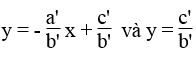 y = - a'/b' x + c'/b' và y = c'/b'